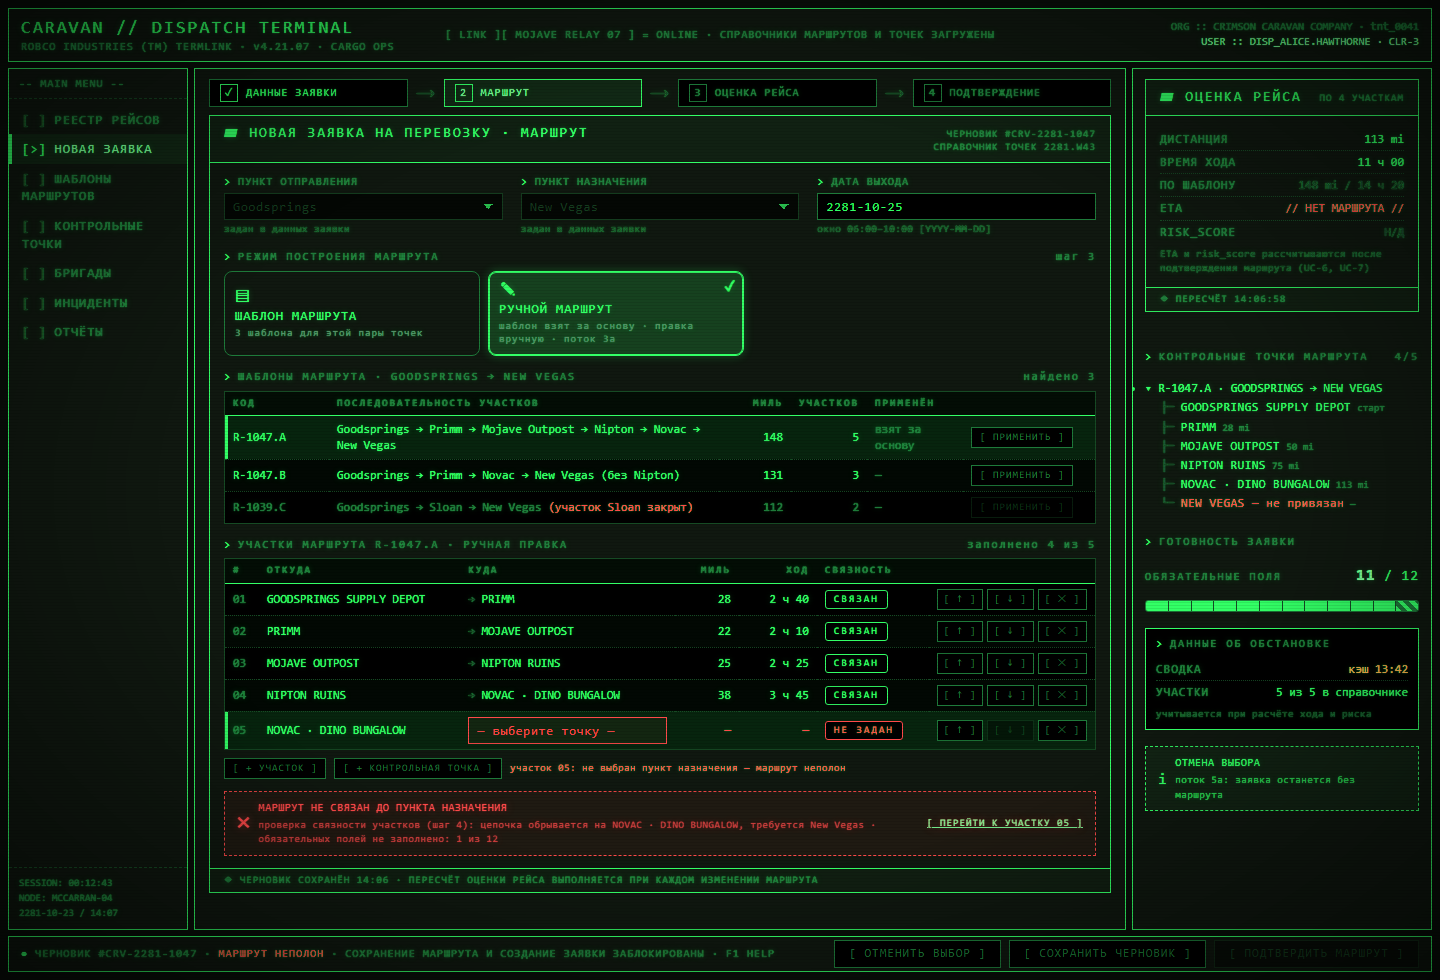 CARAVAN // DISPATCH TERMINAL
ROBCO INDUSTRIES (TM) TERMLINK · v4.21.07 · CARGO OPS
[ LINK ][ MOJAVE RELAY 07 ] = ONLINE · СПРАВОЧНИКИ МАРШРУТОВ И ТОЧЕК ЗАГРУЖЕНЫ
ORG :: CRIMSON CARAVAN COMPANY · tnt_0041
USER :: DISP_ALICE.HAWTHORNE · CLR-3
-- MAIN MENU --
[ ] РЕЕСТР РЕЙСОВ
[>] НОВАЯ ЗАЯВКА
[ ] ШАБЛОНЫ
МАРШРУТОВ
[ ] КОНТРОЛЬНЫЕ
ТОЧКИ
[ ] БРИГАДЫ
[ ] ИНЦИДЕНТЫ
[ ] ОТЧЁТЫ
SESSION: 00:12:43
NODE: MCCARRAN-04
2281-10-23 / 14:07
✓ ДАННЫЕ ЗАЯВКИ → 2 МАРШРУТ → 3 ОЦЕНКА РЕЙСА → 4 ПОДТВЕРЖДЕНИЕ
НОВАЯ ЗАЯВКА НА ПЕРЕВОЗКУ · МАРШРУТ
ЧЕРНОВИК #CRV-2281-1047
СПРАВОЧНИК ТОЧЕК 2281.W43
> ПУНКТ ОТПРАВЛЕНИЯ
Goodsprings
задан в данных заявки
> ПУНКТ НАЗНАЧЕНИЯ
New Vegas
задан в данных заявки
> ДАТА ВЫХОДА
2281-10-25
окно 06:00–10:00 [YYYY-MM-DD]
> РЕЖИМ ПОСТРОЕНИЯ МАРШРУТА шаг 3
ШАБЛОН МАРШРУТА
3 шаблона для этой пары точек
РУЧНОЙ МАРШРУТ
шаблон взят за основу · правка
вручную · поток 3а
> ШАБЛОНЫ МАРШРУТА · GOODSPRINGS → NEW VEGAS найдено 3
КОД ПОСЛЕДОВАТЕЛЬНОСТЬ УЧАСТКОВ МИЛЬ УЧАСТКОВ ПРИМЕНЁН
R-1047.A Goodsprings → Primm → Mojave Outpost → Nipton → Novac → New Vegas 148 5 взят за основу [ ПРИМЕНИТЬ ]
R-1047.B Goodsprings → Primm → Novac → New Vegas (без Nipton) 131 3 — [ ПРИМЕНИТЬ ]
R-1039.C Goodsprings → Sloan → New Vegas (участок Sloan закрыт) 112 2 — [ ПРИМЕНИТЬ ]
> УЧАСТКИ МАРШРУТА R-1047.A · РУЧНАЯ ПРАВКА заполнено 4 из 5
# ОТКУДА КУДА МИЛЬ ХОД СВЯЗНОСТЬ
01 GOODSPRINGS SUPPLY DEPOT → PRIMM 28 2 ч 40 СВЯЗАН [ ↑ ] [ ↓ ] [ × ]
02 PRIMM → MOJAVE OUTPOST 22 2 ч 10 СВЯЗАН [ ↑ ] [ ↓ ] [ × ]
03 MOJAVE OUTPOST → NIPTON RUINS 25 2 ч 25 СВЯЗАН [ ↑ ] [ ↓ ] [ × ]
04 NIPTON RUINS → NOVAC · DINO BUNGALOW 38 3 ч 45 СВЯЗАН [ ↑ ] [ ↓ ] [ × ]
05 NOVAC · DINO BUNGALOW — выберите точку — — — НЕ ЗАДАН [ ↑ ] [ ↓ ] [ × ]
[ + УЧАСТОК ] [ + КОНТРОЛЬНАЯ ТОЧКА ] участок 05: не выбран пункт назначения — маршрут неполон
МАРШРУТ НЕ СВЯЗАН ДО ПУНКТА НАЗНАЧЕНИЯ
проверка связности участков (шаг 4): цепочка обрывается на NOVAC · DINO BUNGALOW, требуется New Vegas ·
обязательных полей не заполнено: 1 из 12
[ ПЕРЕЙТИ К УЧАСТКУ 05 ]
◆ ЧЕРНОВИК СОХРАНЁН 14:06 · ПЕРЕСЧЁТ ОЦЕНКИ РЕЙСА ВЫПОЛНЯЕТСЯ ПРИ КАЖДОМ ИЗМЕНЕНИИ МАРШРУТА
ОЦЕНКА РЕЙСА ПО 4 УЧАСТКАМ
ДИСТАНЦИЯ 113 mi
ВРЕМЯ ХОДА 11 ч 00
ПО ШАБЛОНУ 148 mi / 14 ч 20
ETA // НЕТ МАРШРУТА //
RISK_SCORE Н/Д
ETA и risk_score рассчитываются после
подтверждения маршрута (UC-6, UC-7)
◆ ПЕРЕСЧЁТ 14:06:58
> КОНТРОЛЬНЫЕ ТОЧКИ МАРШРУТА 4/5
▾ R-1047.A · GOODSPRINGS → NEW VEGAS
├─ GOODSPRINGS SUPPLY DEPOT старт
├─ PRIMM 28 mi
├─ MOJAVE OUTPOST 50 mi
├─ NIPTON RUINS 75 mi
├─ NOVAC · DINO BUNGALOW 113 mi
└─ NEW VEGAS — не привязан —
> ГОТОВНОСТЬ ЗАЯВКИ
ОБЯЗАТЕЛЬНЫЕ ПОЛЯ 11 / 12
> ДАННЫЕ ОБ ОБСТАНОВКЕ
СВОДКА кэш 13:42
УЧАСТКИ 5 из 5 в справочнике
учитывается при расчёте хода и риска
i ОТМЕНА ВЫБОРА
поток 5а: заявка останется без
маршрута
● ЧЕРНОВИК #CRV-2281-1047 · МАРШРУТ НЕПОЛОН · СОХРАНЕНИЕ МАРШРУТА И СОЗДАНИЕ ЗАЯВКИ ЗАБЛОКИРОВАНЫ · F1 HELP
[ ОТМЕНИТЬ ВЫБОР ] [ СОХРАНИТЬ ЧЕРНОВИК ] [ ПОДТВЕРДИТЬ МАРШРУТ ]